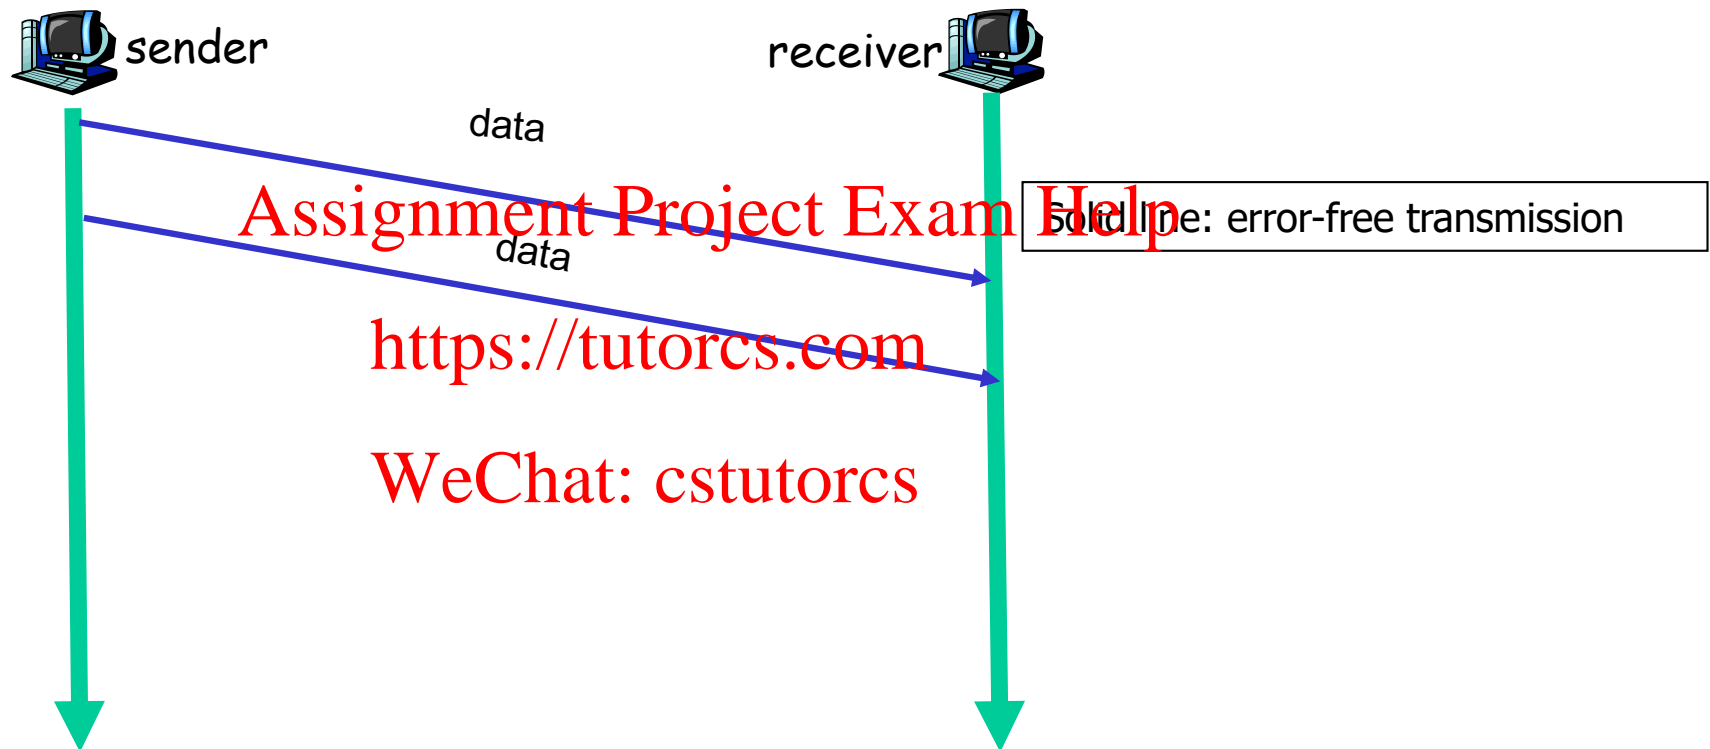 sender
receiver
data
Assignment Project Exam Help
Solid line: error-free transmission
data
https://tutorcs.com
WeChat: cstutorcs